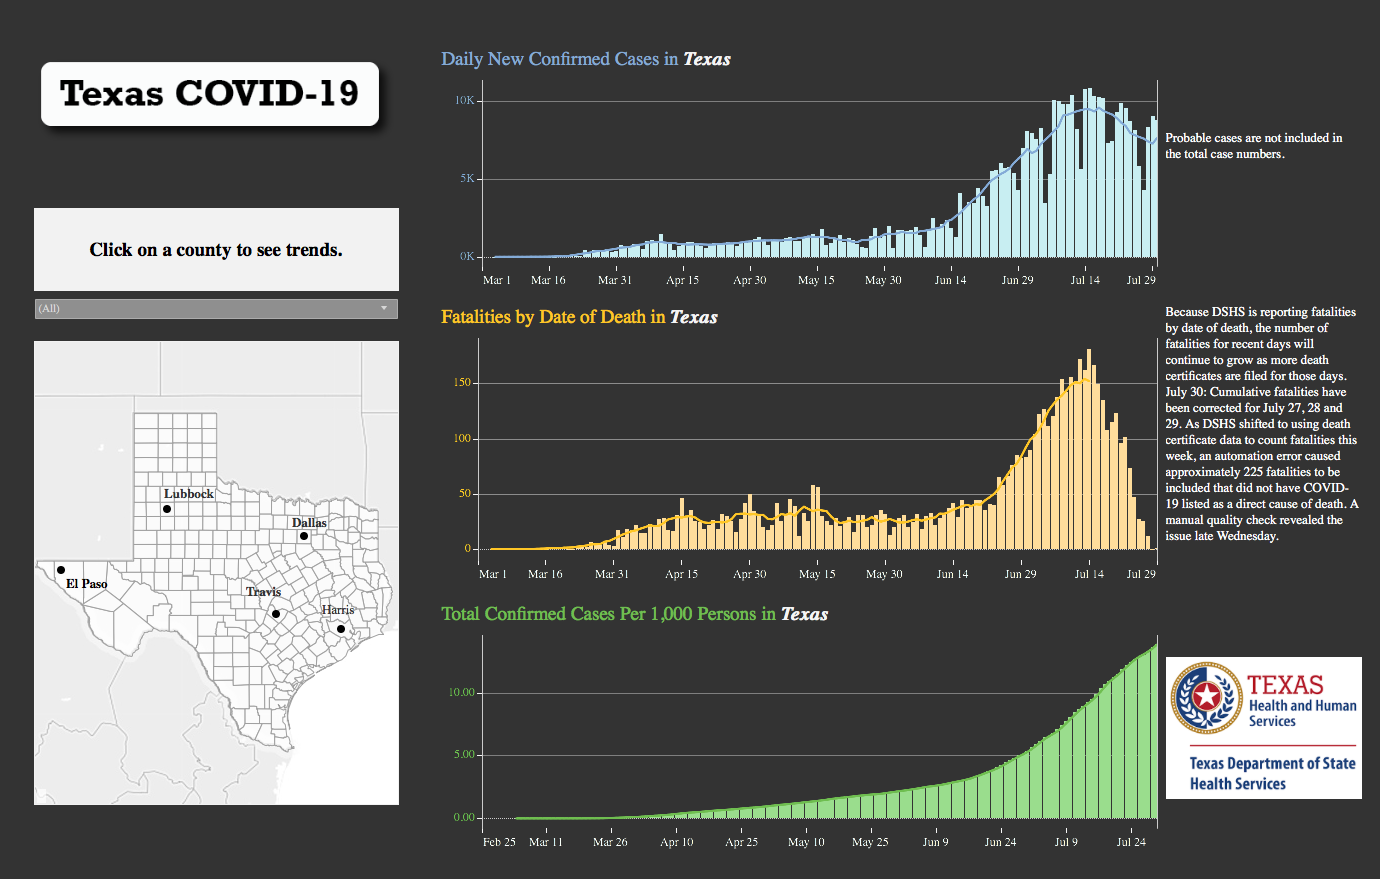 Texas COVID-19
Click on a county to see trends.
(All)
Lubbock
Dallas
El Paso
Travis
Harris
Daily New Confirmed Cases in Texas
10K
5K
0K
Mar 1 Mar 16 Mar 31 Apr 15 Apr 30 May 15 May 30 Jun 14 Jun 29 Jul 14 Jul 29
Probable cases are not included in
the total case numbers.
Fatalities by Date of Death in Texas
150
100
50
0
Mar 1 Mar 16 Mar 31 Apr 15 Apr 30 May 15 May 30 Jun 14 Jun 29 Jul 14 Jul 29
Because DSHS is reporting fatalities
by date of death, the number of
fatalities for recent days will
continue to grow as more death
certificates are filed for those days.
July 30: Cumulative fatalities have
been corrected for July 27, 28 and
29. As DSHS shifted to using death
certificate data to count fatalities this
week, an automation error caused
approximately 225 fatalities to be
included that did not have COVID-
19 listed as a direct cause of death. A
manual quality check revealed the
issue late Wednesday.
Total Confirmed Cases Per 1,000 Persons in Texas
10.00
5.00
0.00
Feb 25 Mar 11 Mar 26 Apr 10 Apr 25 May 10 May 25 Jun 9 Jun 24 Jul 9 Jul 24
TEXAS
Health and Human
Services
Texas Department of State
Health Services